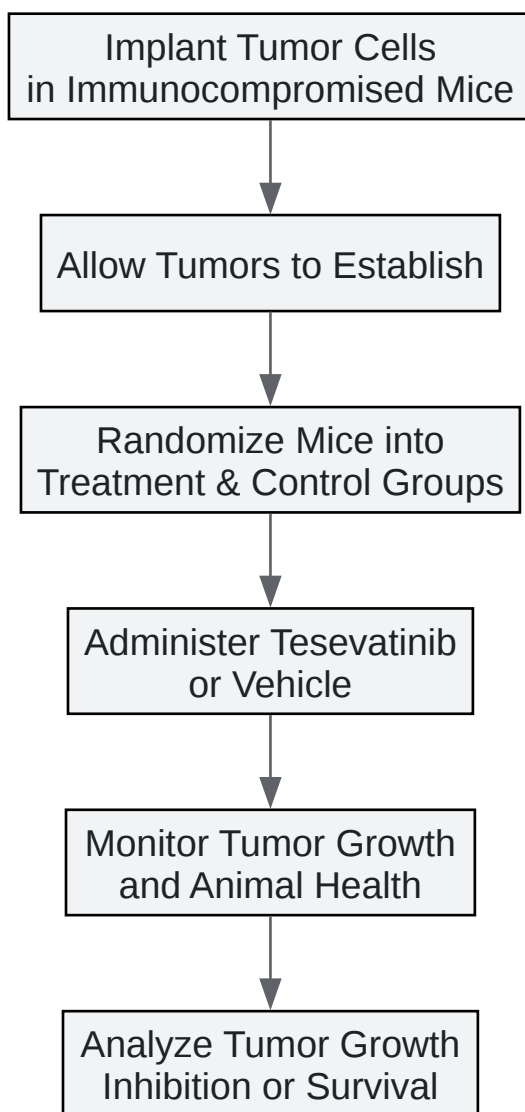 Implant Tumor Cells
in Immunocompromised Mice
Allow Tumors to Establish
Randomize Mice into
Treatment & Control Groups
Administer Tesevatinib
or Vehicle
Monitor Tumor Growth
and Animal Health
Analyze Tumor Growth
Inhibition or Survival